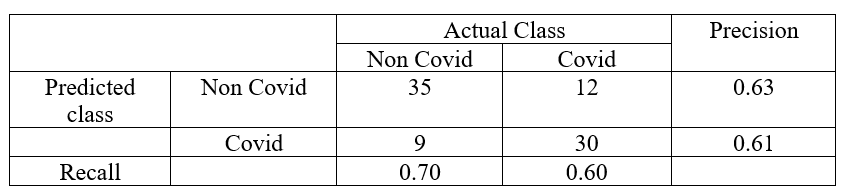 Actual Class Precision
Non Covid Covid
Predicted class Non Covid 35 12 0.63
Covid 9 30 0.61
Recall 0.70 0.60